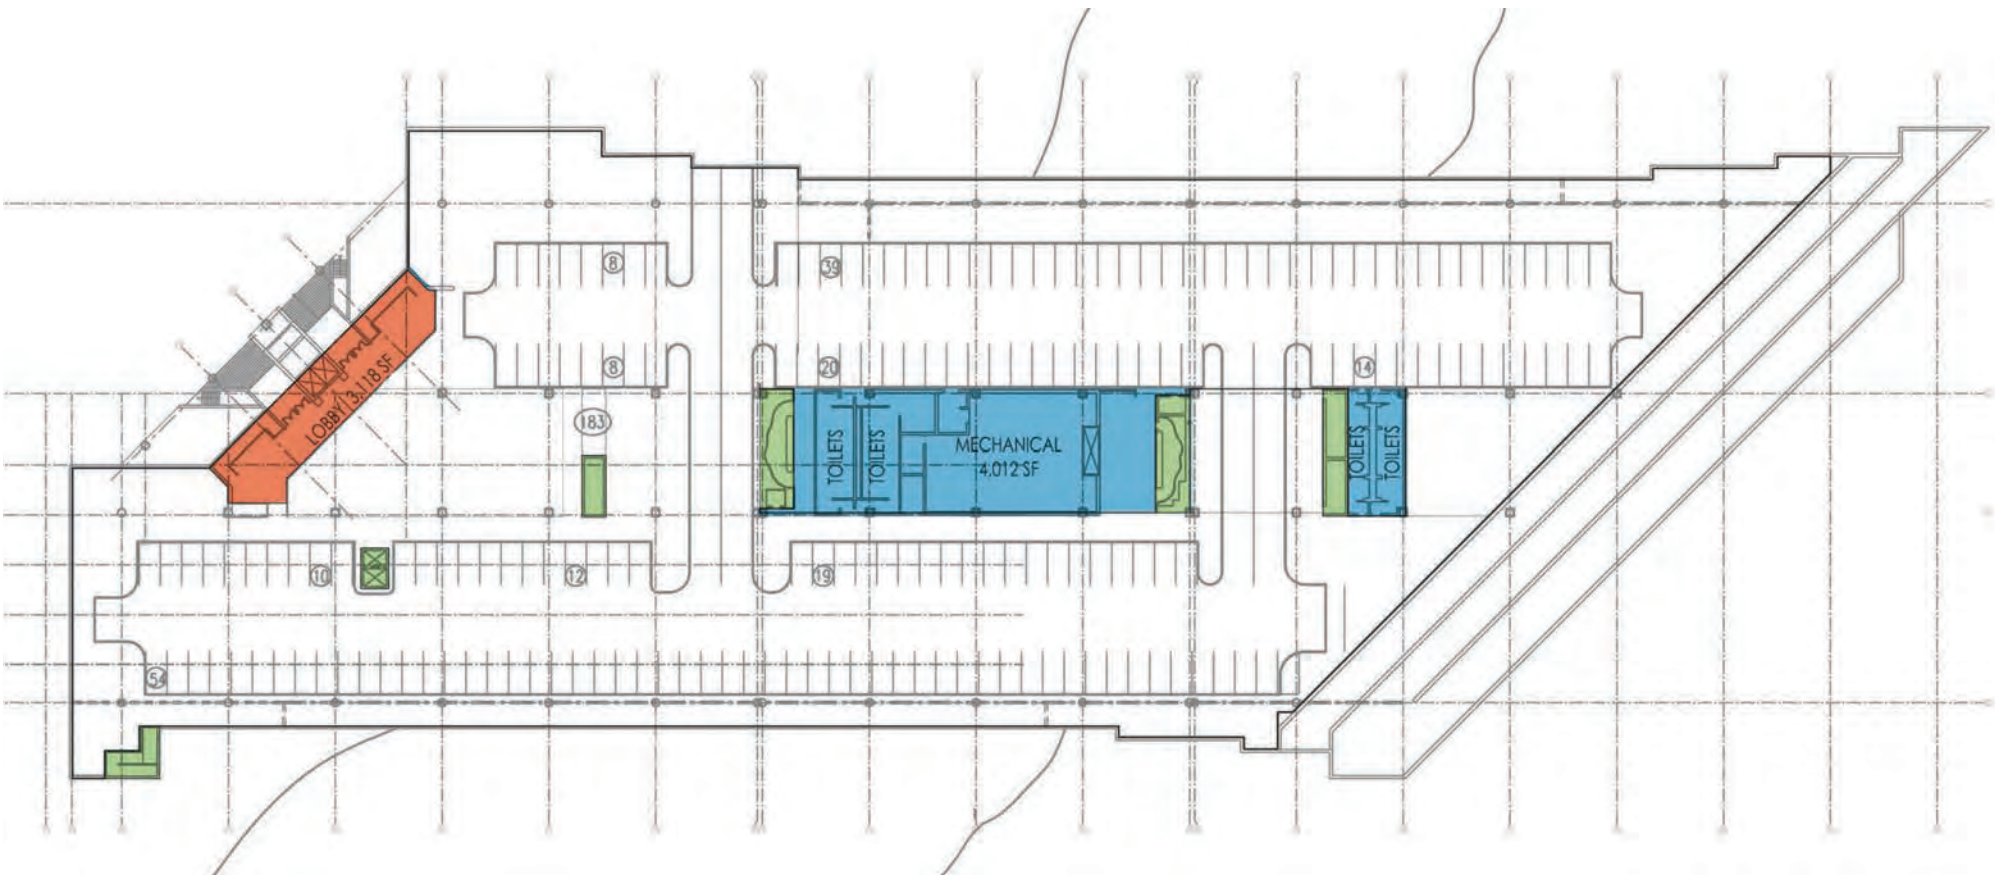 8
39
8
20
14
183
LOBBY 3,118 SF
TOILETS
TOILETS
MECHANICAL
4,012 SF
TOILETS
TOILETS
10
12
19
54